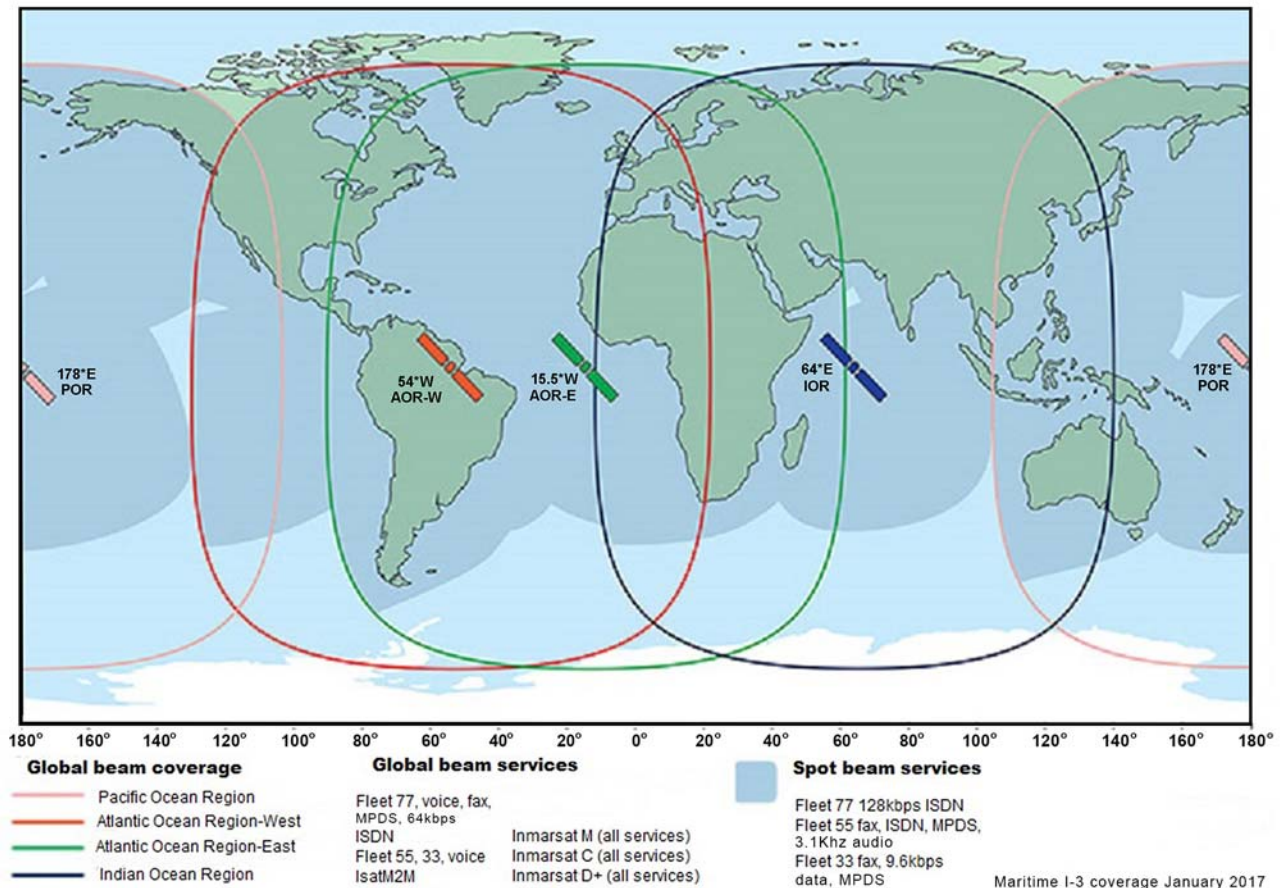 178*E
POR
54*W
AOR-W
15.5*W
AOR-E
64*E
IOR
178*E
POR
180° 160° 140° 120° 100° 80° 60° 40° 20° 0° 20° 40° 60° 80° 100° 120° 140° 160° 180°
Global beam coverage
Pacific Ocean Region
Atlantic Ocean Region-West
Atlantic Ocean Region-East
Indian Ocean Region
Global beam services
Fleet 77, voice, fax,
MPDS, 64kbps
ISDN
Fleet 55, 33, voice
IsatM2M
Inmarsat M (all services)
Inmarsat C (all services)
Inmarsat D+ (all services)
Spot beam services
Fleet 77 128kbps ISDN
Fleet 55 fax, ISDN, MPDS,
3.1Khz audio
Fleet 33 fax, 9.6kbps
data, MPDS
Maritime I-3 coverage January 2017